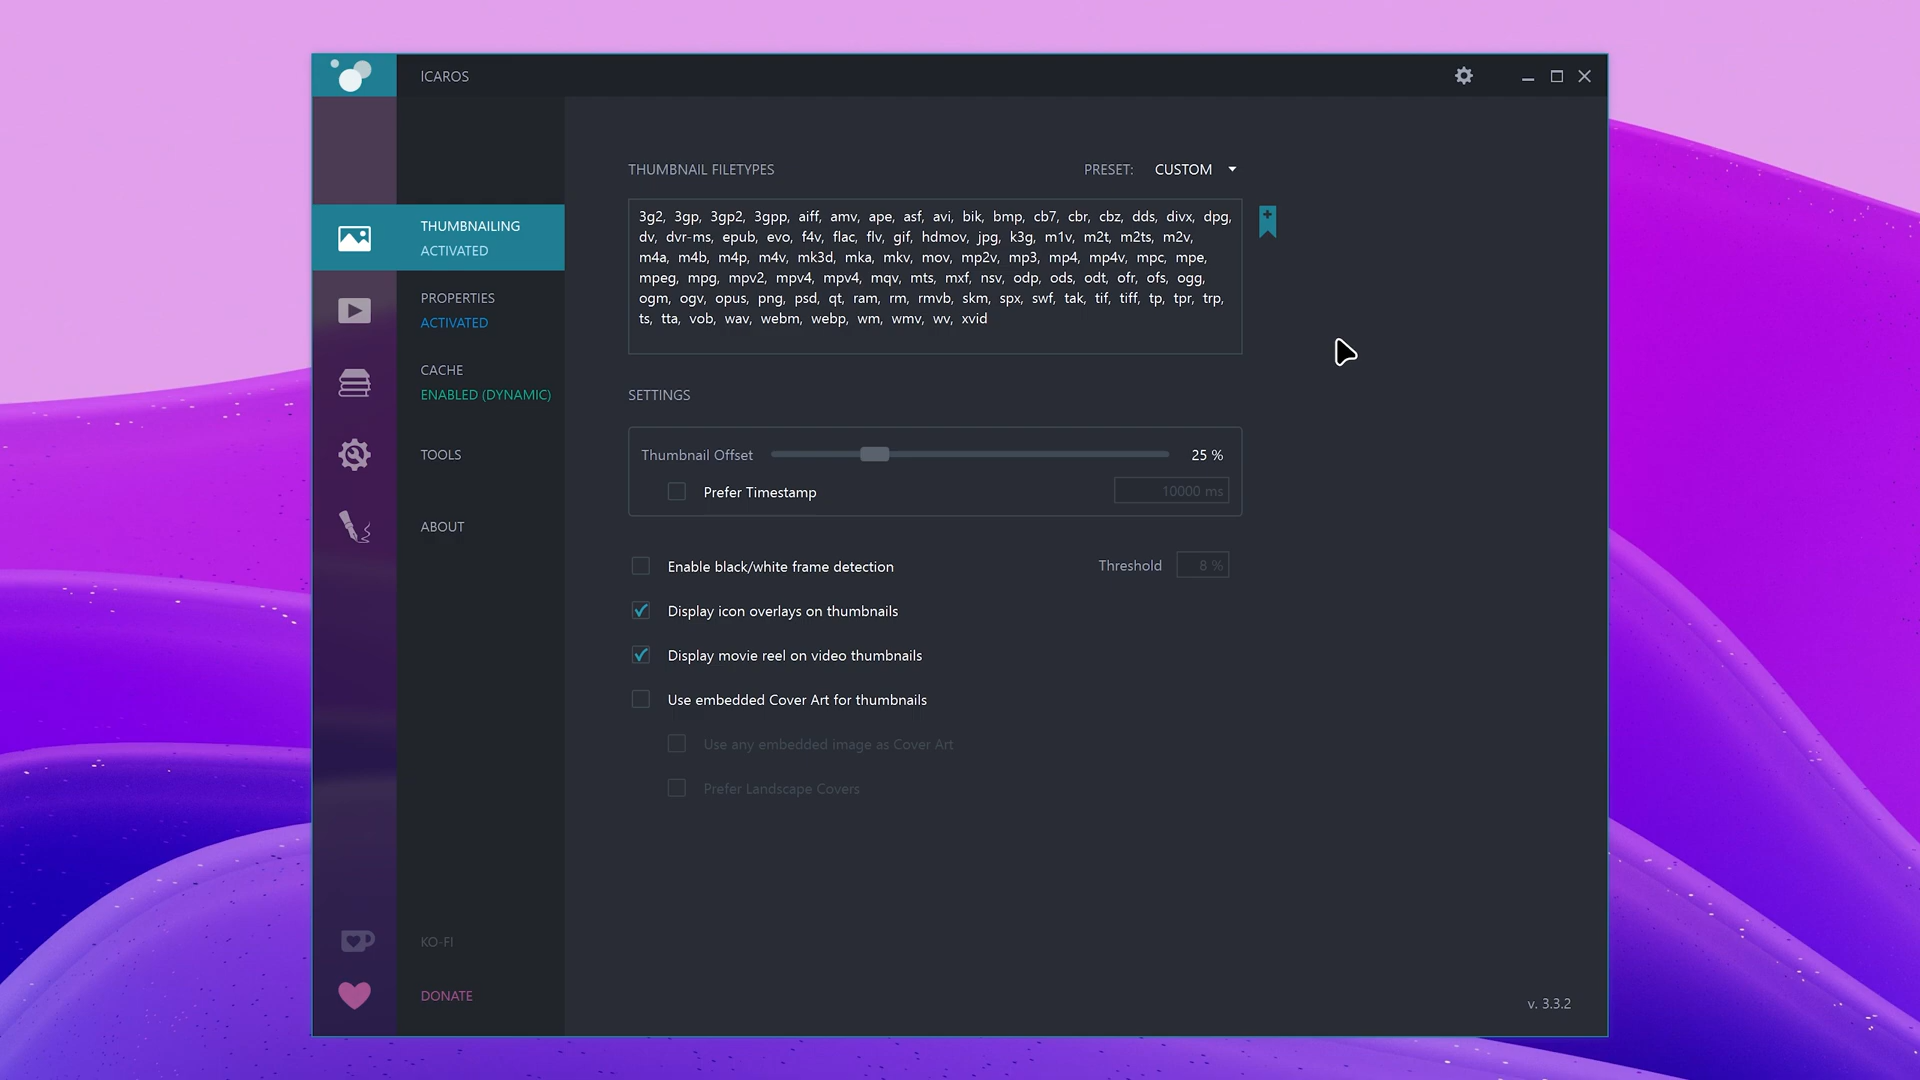 ICAROS
THUMBNAILING
ACTIVATED
PROPERTIES
ACTIVATED
CACHE
ENABLED (DYNAMIC)
TOOLS
ABOUT
KO-FI
DONATE
THUMBNAIL FILETYPES
PRESET: CUSTOM
3g2, 3gp, 3gp2, 3gpp, aiff, amv, ape, asf, avi, bik, bmp, cb7, cbr, cbz, dds, divx, dpg,
dv, dvr-ms, epub, evo, f4v, flac, flv, gif, hdmov, jpg, k3g, m1v, m2t, m2ts, m2v,
m4a, m4b, m4p, m4v, mk3d, mka, mkv, mov, mp2v, mp3, mp4, mp4v, mpc, mpe,
mpeg, mpg, mpv2, mpv4, mpv4, mqv, mts, mxf, nsv, odp, ods, odt, ofr, ofs, ogg,
ogm, ogv, opus, png, psd, qt, ram, rm, rmvb, skm, spx, swf, tak, tif, tiff, tp, tpr, trp,
ts, tta, vob, wav, webm, webp, wm, wmv, wv, xvid
SETTINGS
Thumbnail Offset 25 %
Prefer Timestamp 10000 ms
Enable black/white frame detection Threshold 8 %
Display icon overlays on thumbnails
Display movie reel on video thumbnails
Use embedded Cover Art for thumbnails
Use any embedded image as Cover Art
Prefer Landscape Covers
v. 3.3.2